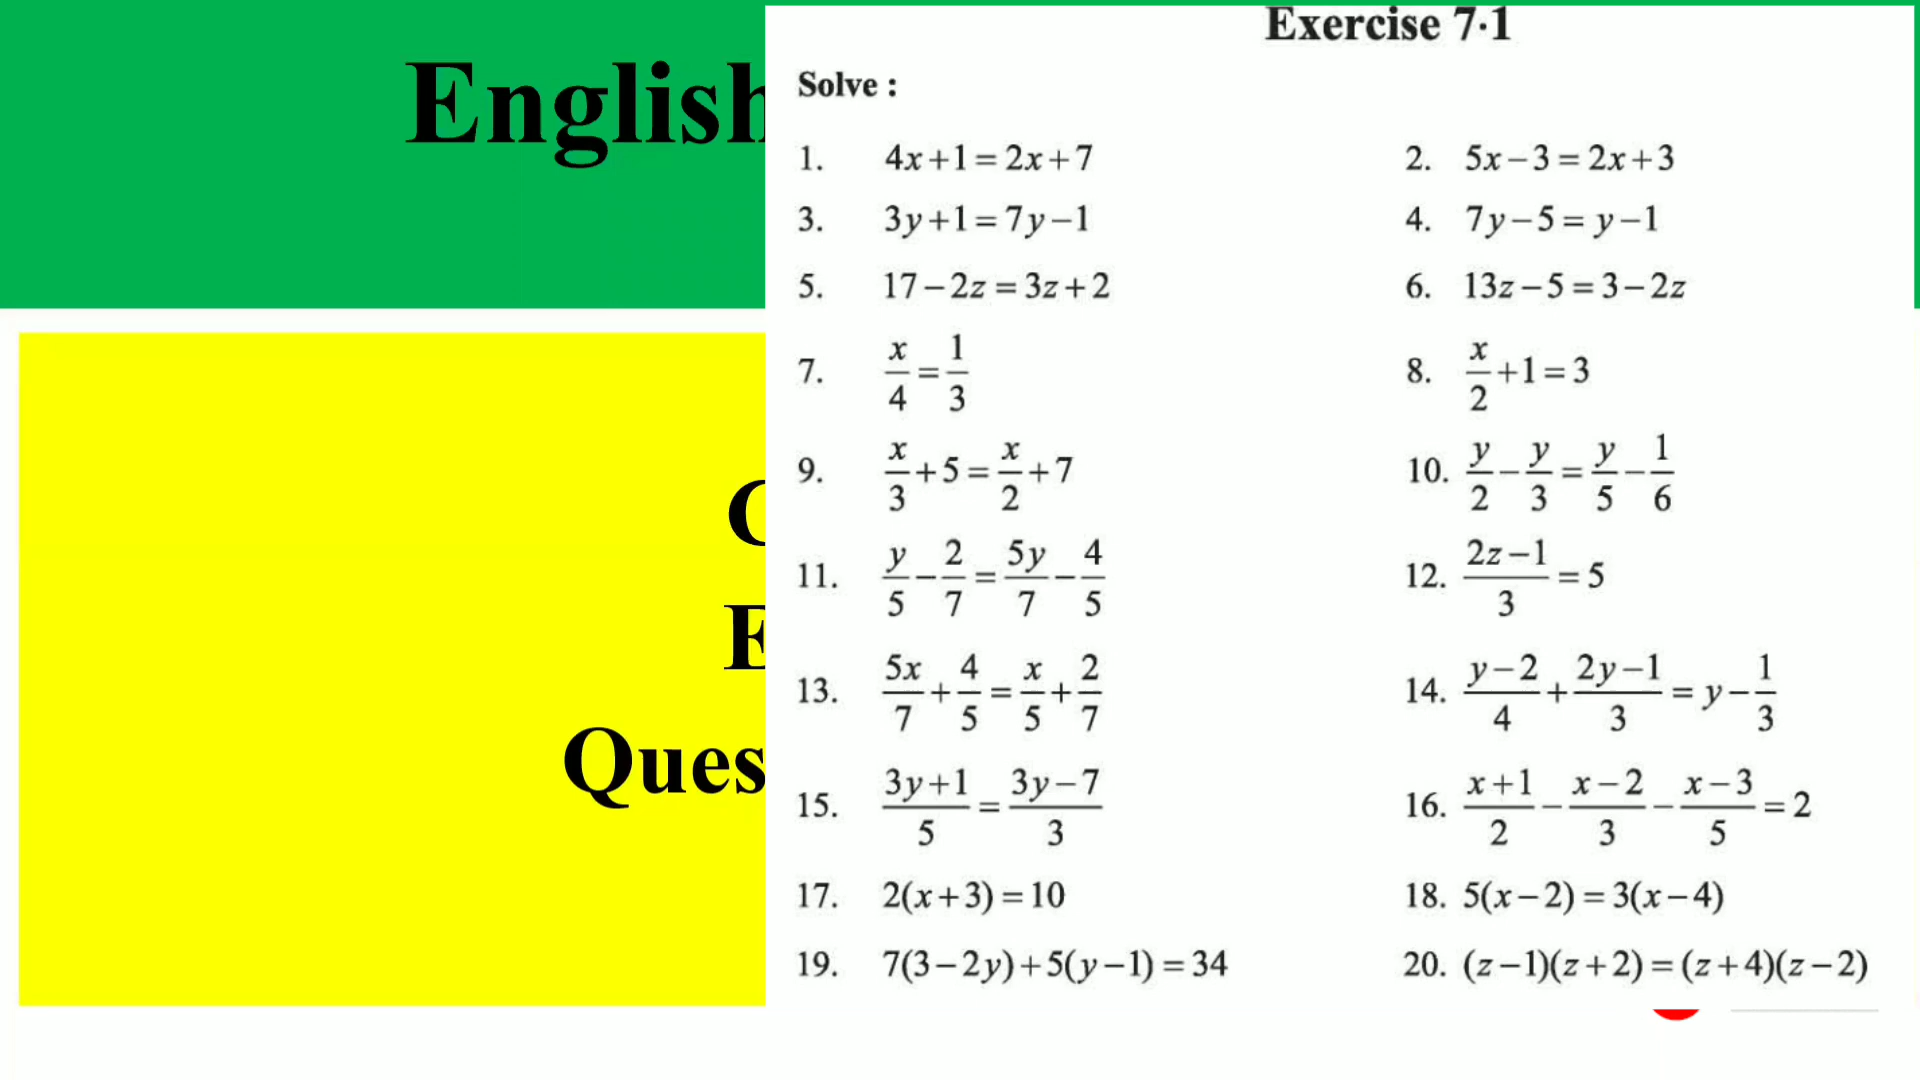 English
Exercise 7·1
Solve :
1. 4x+1=2x+7
2. 5x−3=2x+3
3. 3y+1=7y−1
4. 7y−5=y−1
5. 17−2z=3z+2
6. 13z−5=3−2z
7. x/4=1/3
8. x/2+1=3
9. x/3+5=x/2+7
10. y/2−y/3=y/5−1/6
11. y/5−2/7=5y/7−4/5
12. (2z−1)/3=5
13. 5x/7+4/5=x/5+2/7
14. (y−2)/4+(2y−1)/3=y−1/3
15. (3y+1)/5=(3y−7)/3
16. (x+1)/2−(x−2)/3−(x−3)/5=2
17. 2(x+3)=10
18. 5(x−2)=3(x−4)
19. 7(3−2y)+5(y−1)=34
20. (z−1)(z+2)=(z+4)(z−2)